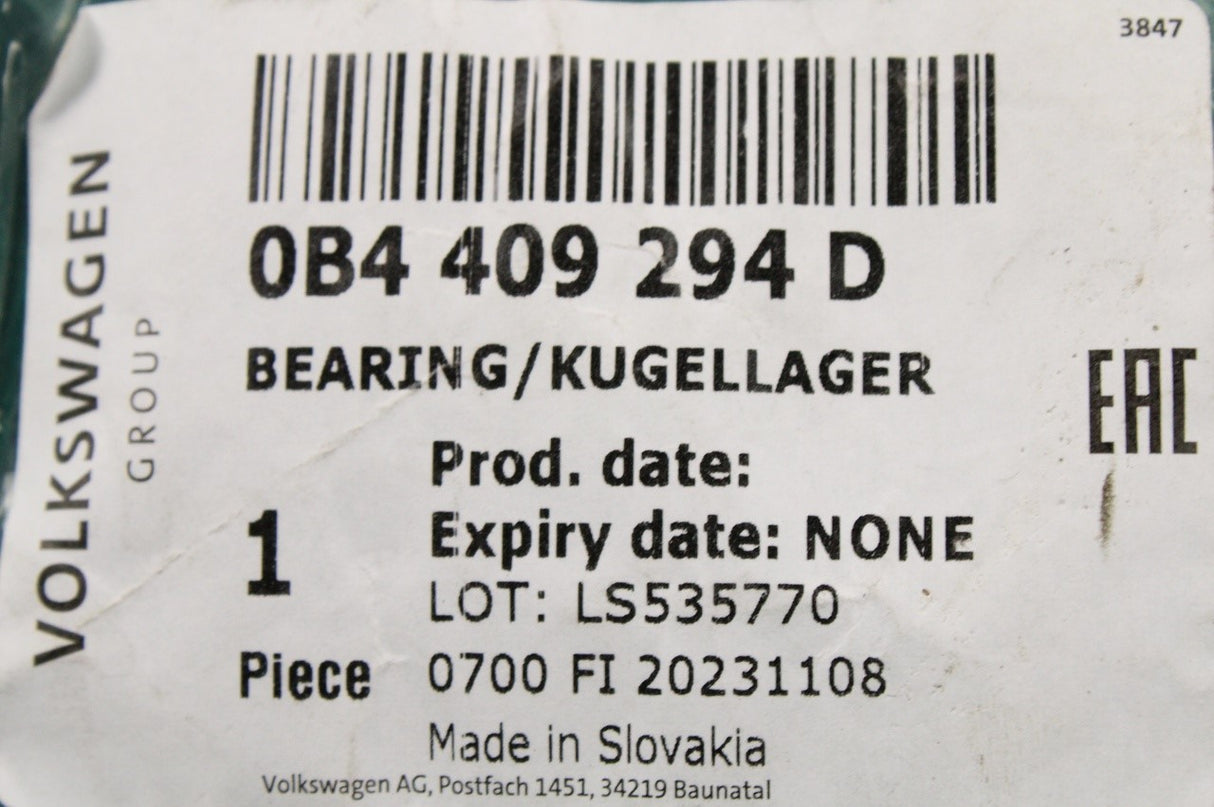 3847
VOLKSWAGEN
GROUP
0B4 409 294 D
BEARING/KUGELLAGER
EAC
Prod. date:
1
Expiry date: NONE
LOT: LS535770
Piece
0700 FI 20231108
Made in Slovakia
Volkswagen AG, Postfach 1451, 34219 Baunatal